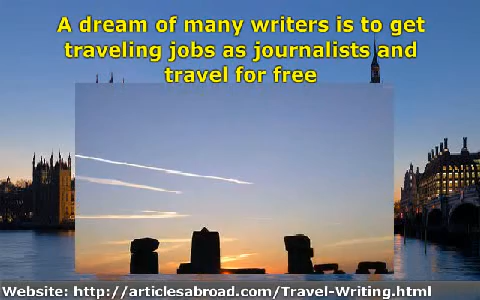 A dream of many writers is to get
traveling jobs as journalists and
travel for free
Website: http://articlesabroad.com/Travel-Writing.html